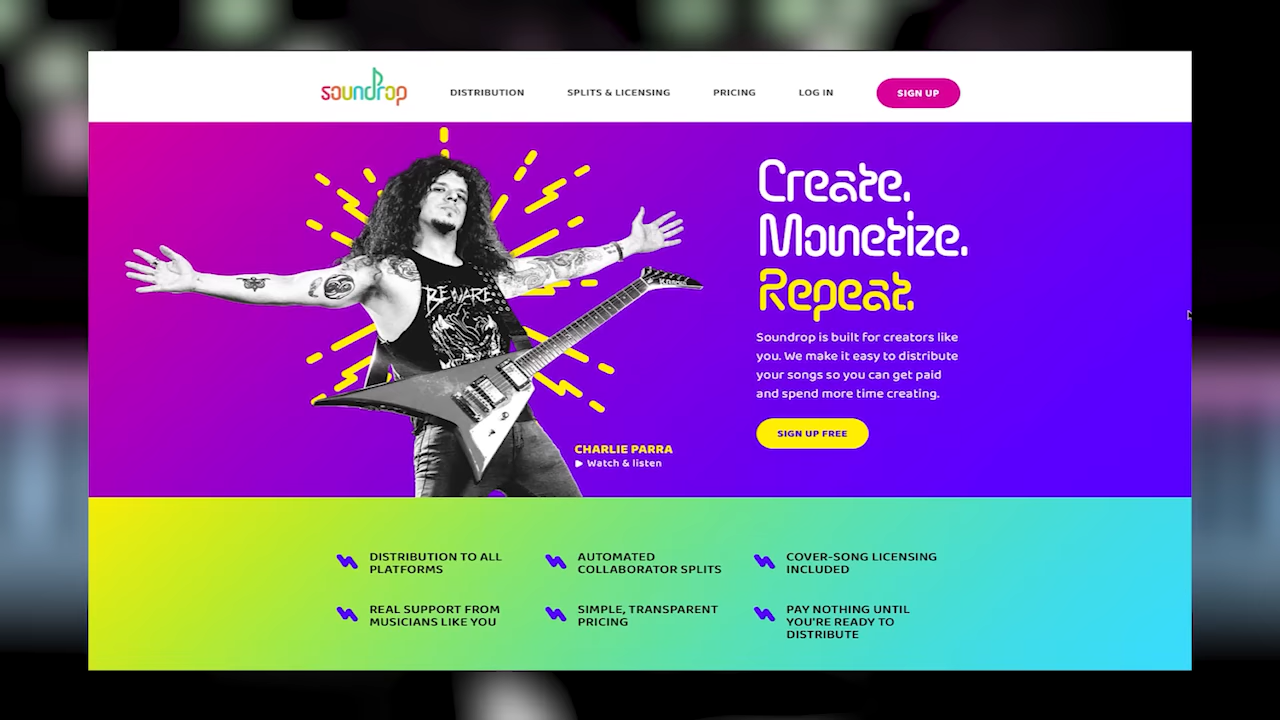 soundrop
DISTRIBUTION
SPLITS & LICENSING
PRICING
LOG IN
SIGN UP
Create.
Monetize.
Repeat.
Soundrop is built for creators like
you. We make it easy to distribute
your songs so you can get paid
and spend more time creating.
SIGN UP FREE
BEWARE
CHARLIE PARRA
Watch & listen
DISTRIBUTION TO ALL
PLATFORMS
AUTOMATED
COLLABORATOR SPLITS
COVER-SONG LICENSING
INCLUDED
REAL SUPPORT FROM
MUSICIANS LIKE YOU
SIMPLE, TRANSPARENT
PRICING
PAY NOTHING UNTIL
YOU'RE READY TO
DISTRIBUTE